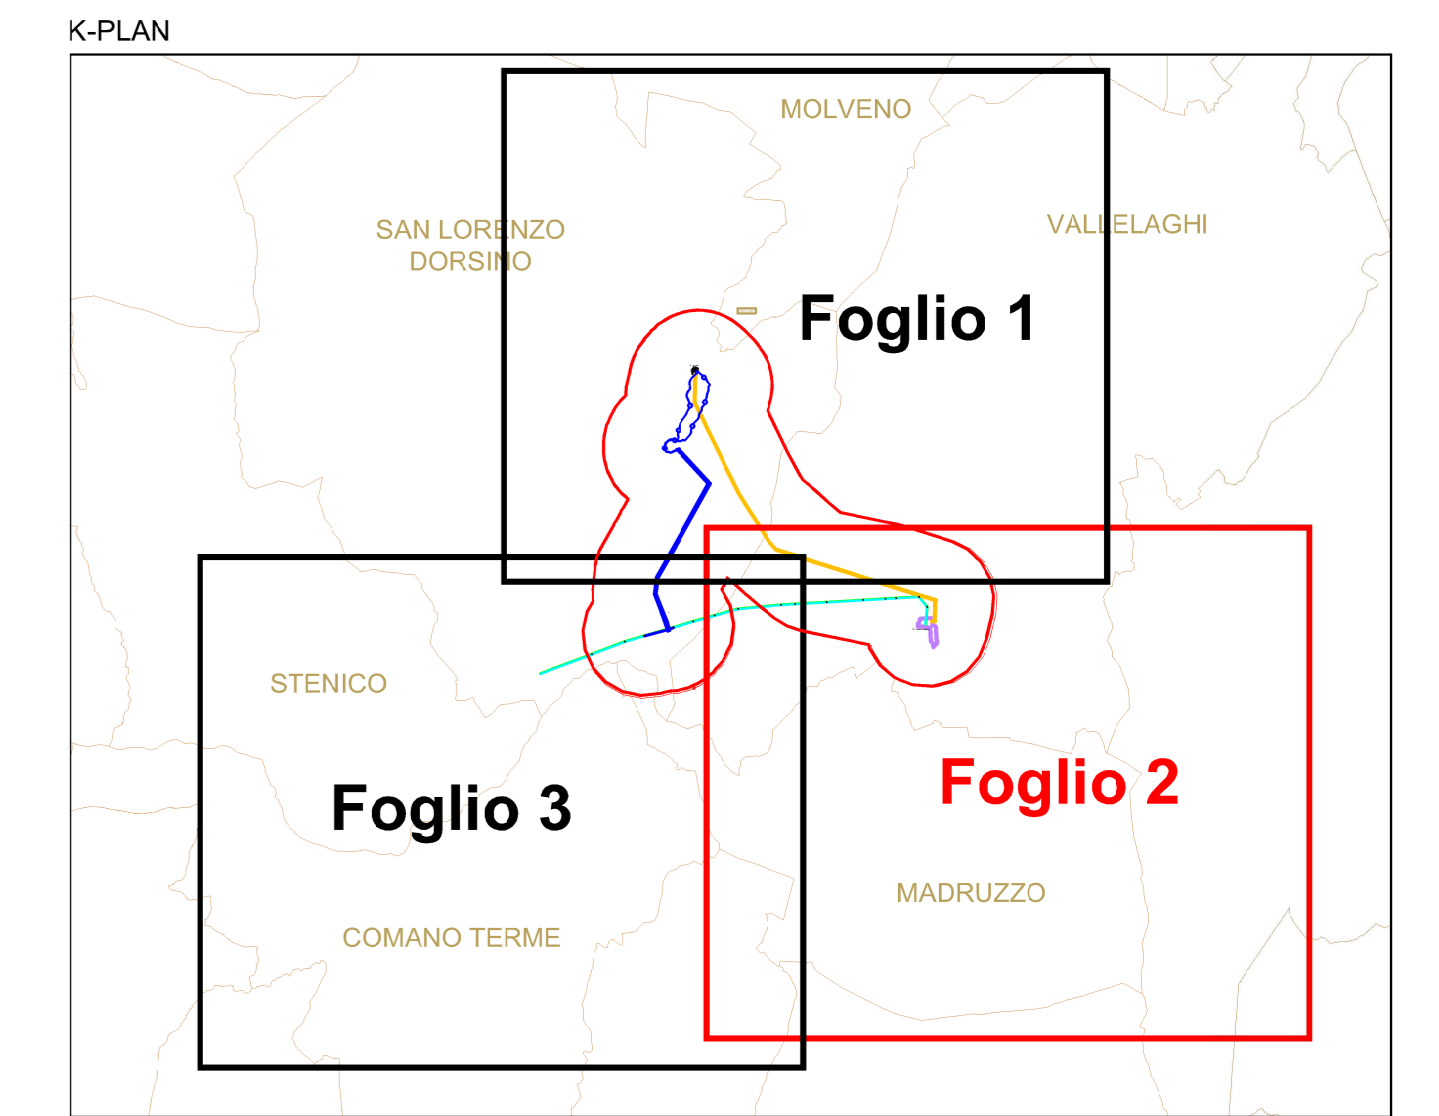 K-PLAN
MOLVENO
SAN LORENZO
DORSINO
VALLELAGHI
Foglio 1
STENICO
Foglio 2
Foglio 3
MADRUZZO
COMANO TERME